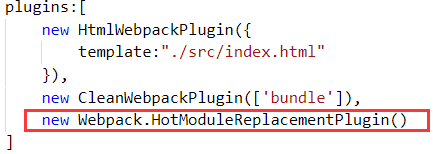 plugins:[
new HtmlWebpackPlugin({
template:"./src/index.html"
}),
new CleanWebpackPlugin(['bundle']),
new Webpack.HotModuleReplacementPlugin()
]